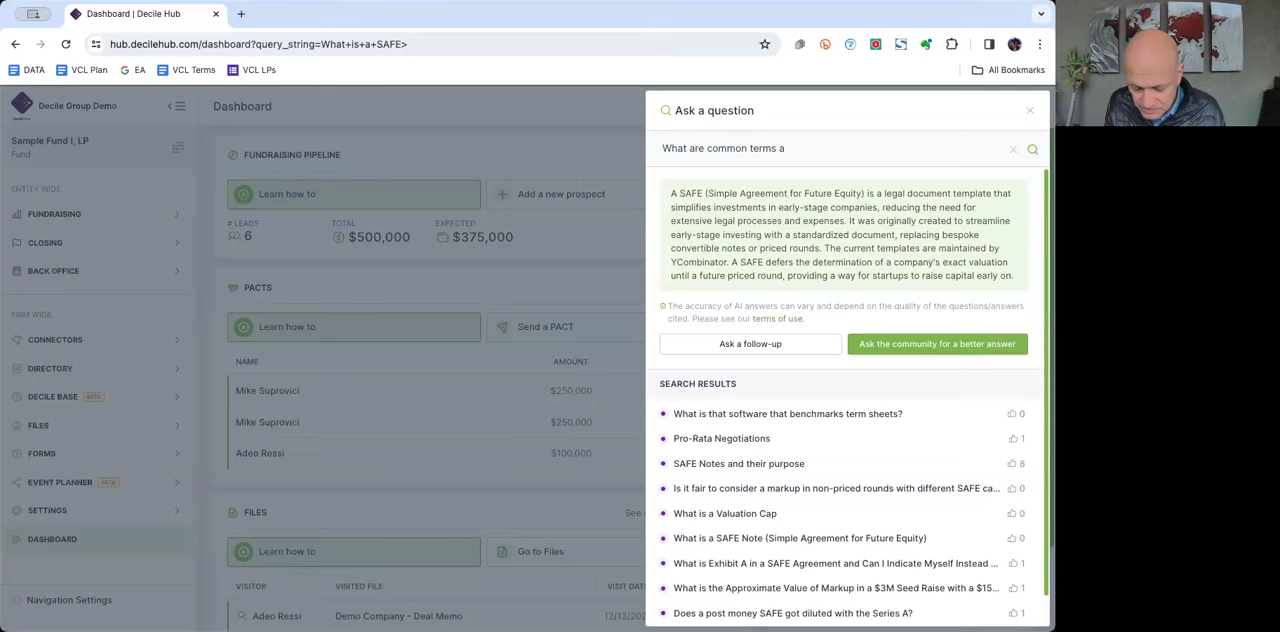 Dashboard | Decile Hub
hub.decilehub.com/dashboard?query_string=What+is+a+SAFE>
DATA
VCL Plan
EA
VCL Terms
VCL LPs
All Bookmarks
Decile Group Demo
Sample Fund I, LP
Fund
ENTITY WIDE
FUNDRAISING
CLOSING
BACK OFFICE
FIRM WIDE
CONNECTORS
DIRECTORY
DECILE BASE BETA
FILES
FORMS
EVENT PLANNER BETA
SETTINGS
DASHBOARD
Navigation Settings
Dashboard
FUNDRAISING PIPELINE
Learn how to
Add a new prospect
# LEADS
6
TOTAL
$500,000
EXPECTED
$375,000
PACTS
Learn how to
Send a PACT
NAME AMOUNT
Mike Suprovici $250,000
Mike Suprovici $250,000
Adeo Ressi $100,000
FILES
See
Learn how to
Go to Files
VISITOR VISITED FILE VISIT DAT
Adeo Ressi Demo Company - Deal Memo 12/13/20
Ask a question
What are common terms a
A SAFE (Simple Agreement for Future Equity) is a legal document template that
simplifies investments in early-stage companies, reducing the need for
extensive legal processes and expenses. It was originally created to streamline
early-stage investing with a standardized document, replacing bespoke
convertible notes or priced rounds. The current templates are maintained by
YCombinator. A SAFE defers the determination of a company's exact valuation
until a future priced round, providing a way for startups to raise capital early on.
The accuracy of AI answers can vary and depend on the quality of the questions/answers
cited. Please see our terms of use.
Ask a follow-up
Ask the community for a better answer
SEARCH RESULTS
What is that software that benchmarks term sheets? 0
Pro-Rata Negotiations 1
SAFE Notes and their purpose 8
Is it fair to consider a markup in non-priced rounds with different SAFE ca... 0
What is a Valuation Cap 0
What is a SAFE Note (Simple Agreement for Future Equity) 0
What is Exhibit A in a SAFE Agreement and Can I Indicate Myself Instead ... 1
What is the Approximate Value of Markup in a $3M Seed Raise with a $15... 1
Does a post money SAFE got diluted with the Series A? 1